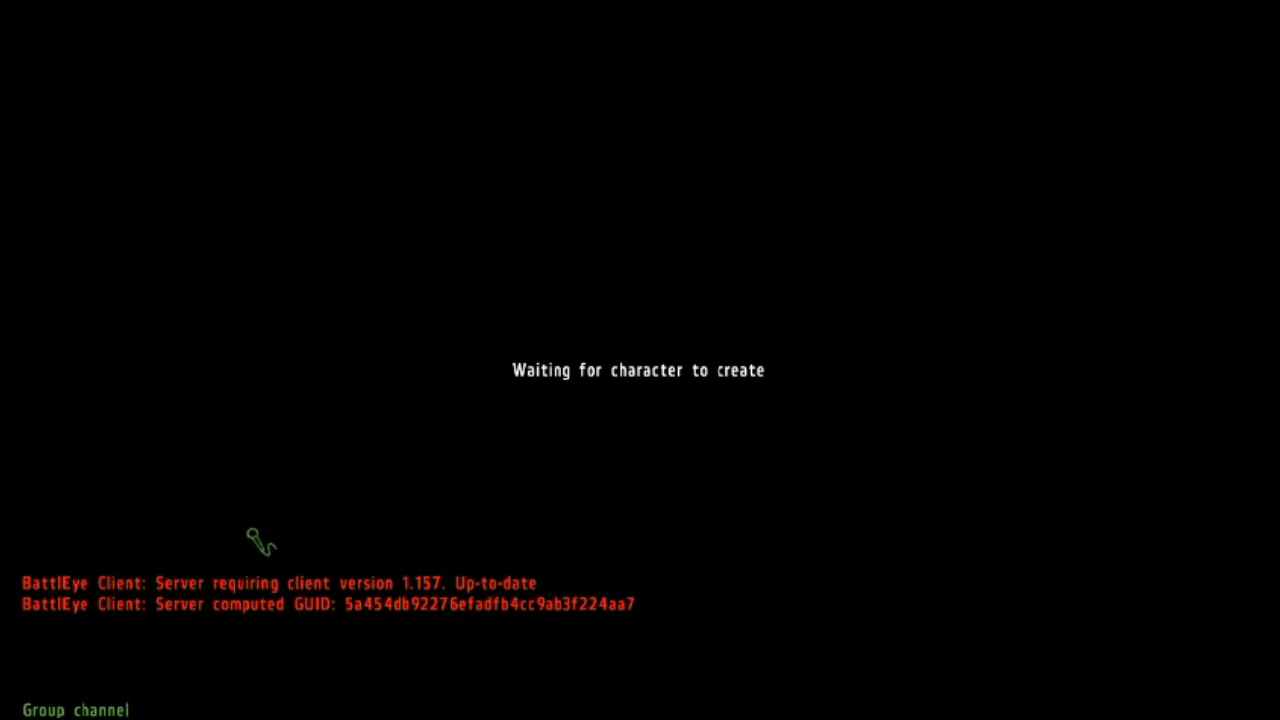 Waiting for character to create
BattlEye Client: Server requiring client version 1.157. Up-to-date
BattlEye Client: Server computed GUID: 5a454db92276efadfb4cc9ab3f224aa7
Group channel